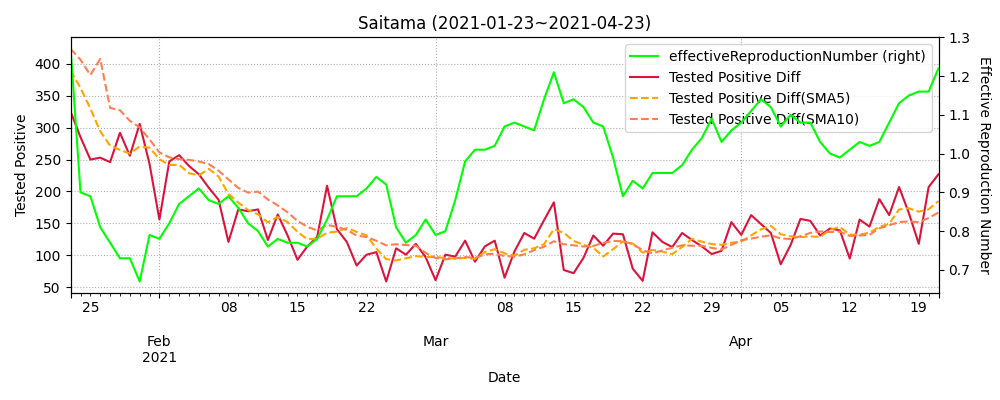 Saitama (2021-01-23~2021-04-23)
effectiveReproductionNumber (right)
Tested Positive Diff
Tested Positive Diff(SMA5)
Tested Positive Diff(SMA10)
Tested Positive
400
350
300
250
200
150
100
50
1.3
1.2
1.1
1.0
0.9
0.8
0.7
Effective Reproduction Number
25 08 15 22 08 15 22 29 05 12 19
Feb Mar Apr
2021
Date